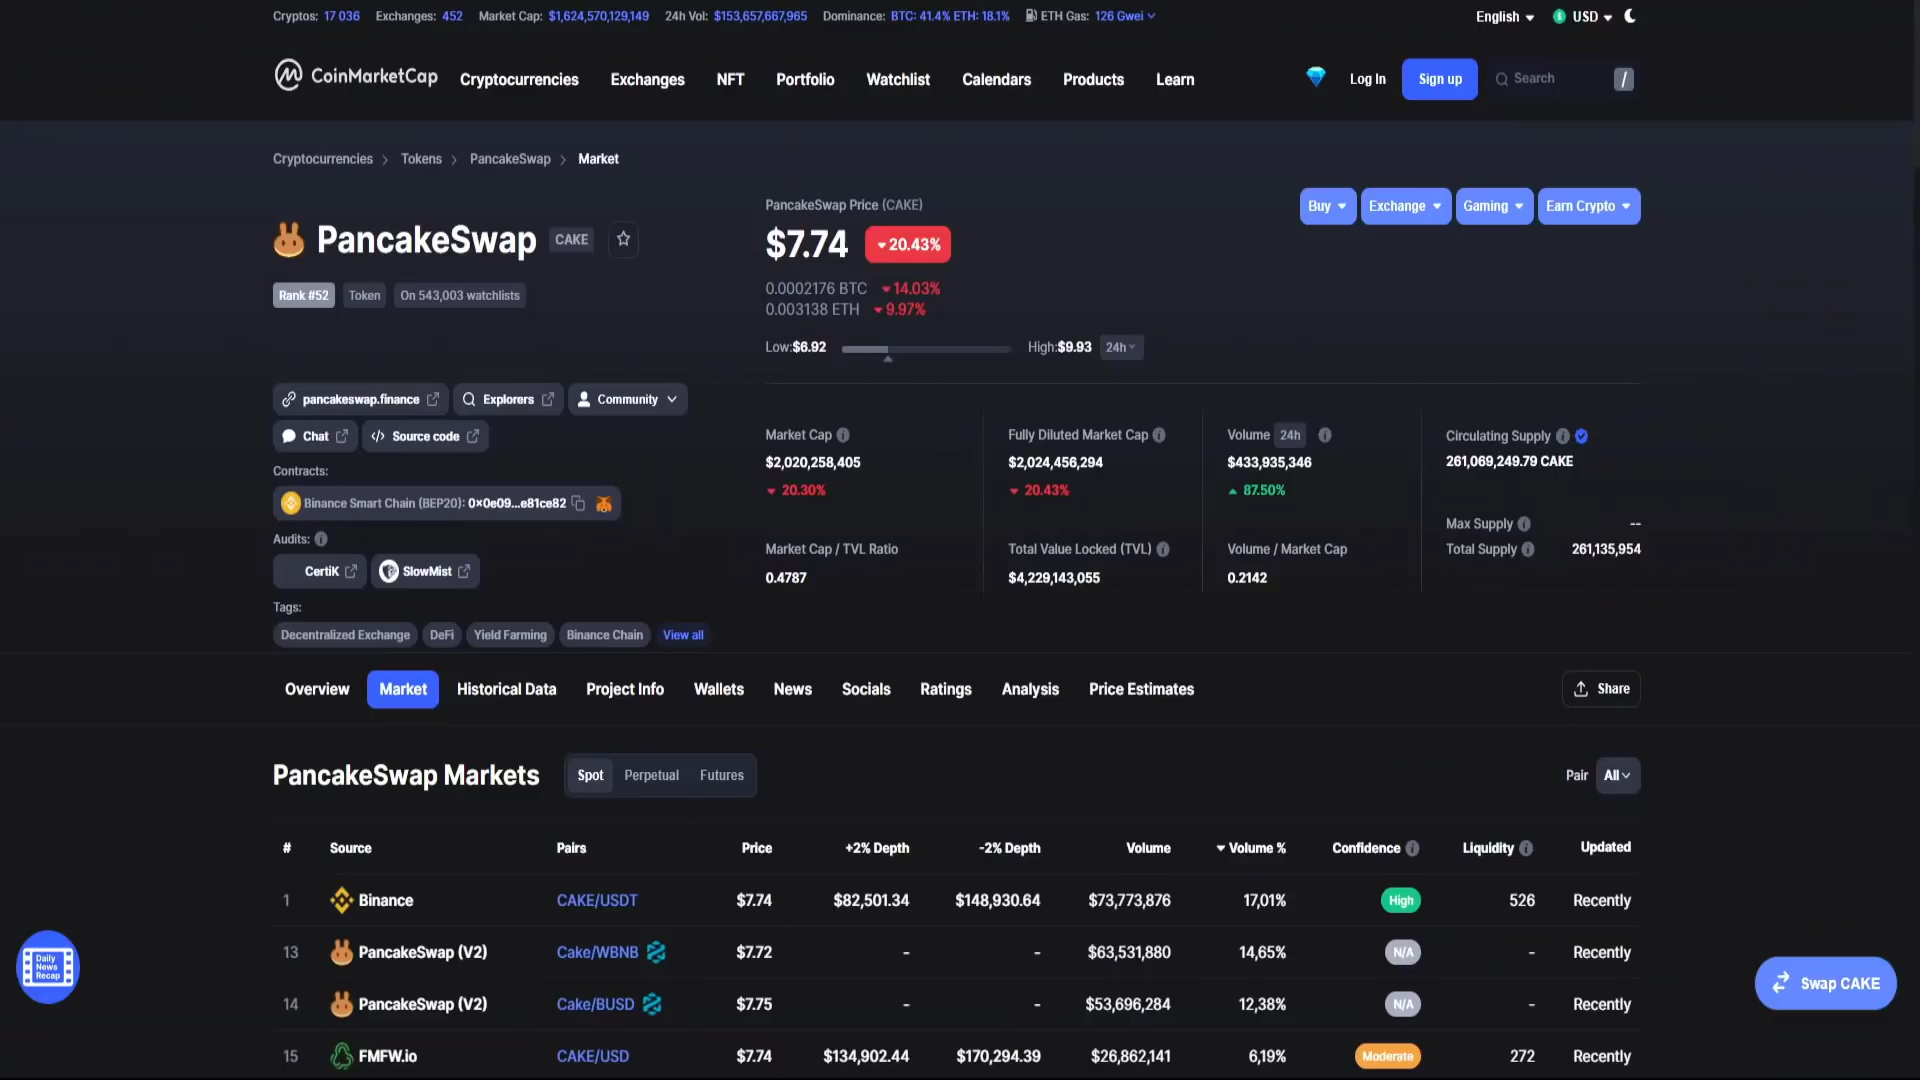 Cryptos: 17 036 Exchanges: 452 Market Cap: $1,624,570,129,149 24h Vol: $153,657,667,965 Dominance: BTC: 41.4% ETH: 18.1% ETH Gas: 126 Gwei English USD
CoinMarketCap Cryptocurrencies Exchanges NFT Portfolio Watchlist Calendars Products Learn Log In Sign up Search /
Cryptocurrencies Tokens PancakeSwap Market
PancakeSwap CAKE
Rank #52 Token On 543,003 watchlists
PancakeSwap Price (CAKE)
$7.74 20.43%
0.0002176 BTC 14.03%
0.003138 ETH 9.97%
Low:$6.92 High:$9.93 24h
Buy Exchange Gaming Earn Crypto
pancakeswap.finance Explorers Community
Chat Source code
Contracts:
Binance Smart Chain (BEP20): 0x0e09...e81ce82
Audits:
CertiK SlowMist
Tags:
Decentralized Exchange DeFi Yield Farming Binance Chain View all
Market Cap
$2,020,258,405
20.30%
Market Cap / TVL Ratio
0.4787
Fully Diluted Market Cap
$2,024,456,294
20.43%
Total Value Locked (TVL)
$4,229,143,055
Volume 24h
$433,935,346
87.50%
Volume / Market Cap
0.2142
Circulating Supply
261,069,249.79 CAKE
Max Supply --
Total Supply 261,135,954
Overview Market Historical Data Project Info Wallets News Socials Ratings Analysis Price Estimates Share
PancakeSwap Markets Spot Perpetual Futures Pair All
# Source Pairs Price +2% Depth -2% Depth Volume Volume % Confidence Liquidity Updated
1 Binance CAKE/USDT $7.74 $82,501.34 $148,930.64 $73,773,876 17,01% High 526 Recently
13 PancakeSwap (V2) Cake/WBNB $7.72 - - $63,531,880 14,65% N/A - Recently
14 PancakeSwap (V2) Cake/BUSD $7.75 - - $53,696,284 12,38% N/A - Recently
15 FMFW.io CAKE/USD $7.74 $134,902.44 $170,294.39 $26,862,141 6,19% Moderate 272 Recently
Daily
News
Recap
Swap CAKE